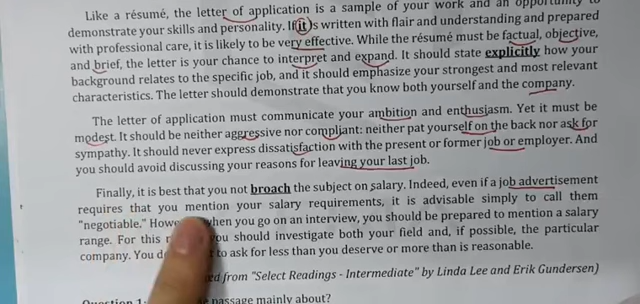 Like a résumé, the letter of application is a sample of your work and an opportunity to
demonstrate your skills and personality. If it is written with flair and understanding and prepared
with professional care, it is likely to be very effective. While the résumé must be factual, objective,
and brief, the letter is your chance to interpret and expand. It should state explicitly how your
background relates to the specific job, and it should emphasize your strongest and most relevant
characteristics. The letter should demonstrate that you know both yourself and the company.
The letter of application must communicate your ambition and enthusiasm. Yet it must be
modest. It should be neither aggressive nor compliant: neither pat yourself on the back nor ask for
sympathy. It should never express dissatisfaction with the present or former job or employer. And
you should avoid discussing your reasons for leaving your last job.
Finally, it is best that you not broach the subject on salary. Indeed, even if a job advertisement
requires that you mention your salary requirements, it is advisable simply to call them
"negotiable." when you go on an interview, you should be prepared to mention a salary
range. For this you should investigate both your field and, if possible, the particular
company. You to ask for less than you deserve or more than is reasonable.
from "Select Readings - Intermediate" by Linda Lee and Erik Gundersen)
Question 1: passage mainly about?